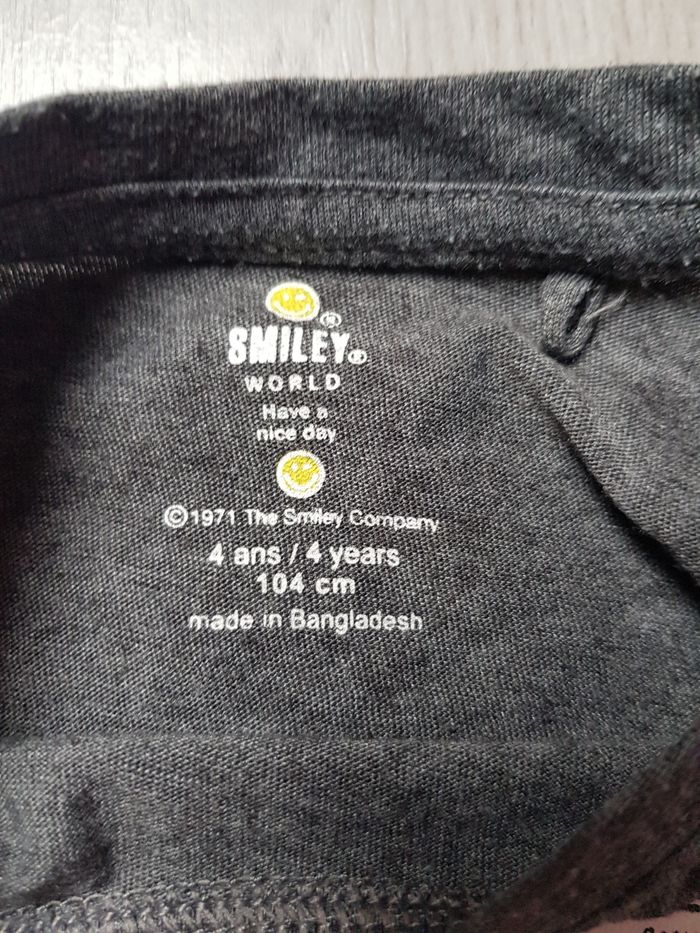 SMILEY®
WORLD
Have a
nice day
©1971 The Smiley Company
4 ans / 4 years
104 cm
made in Bangladesh